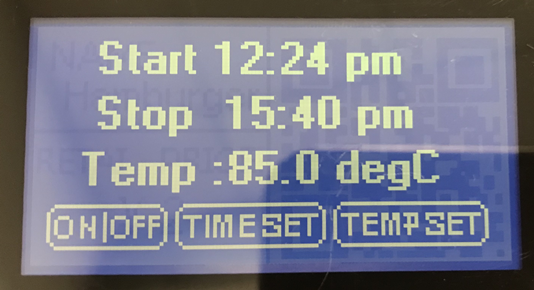 Start 12:24 pm
Stop 15:40 pm
Temp :85.0 degC
ON|OFF TIMESET TEMPSET